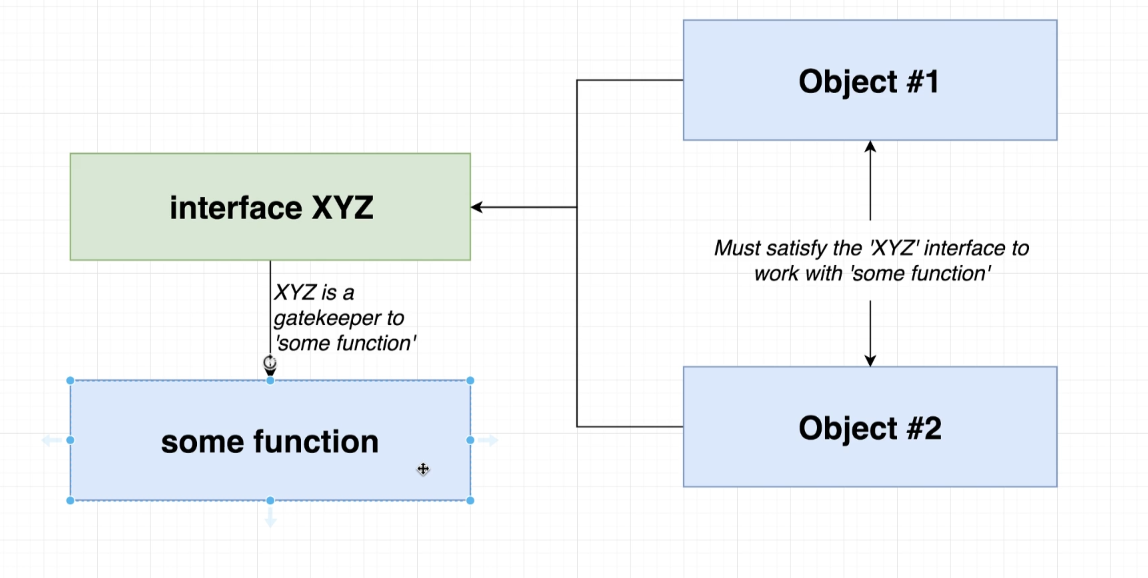 Object #1
interface XYZ
Must satisfy the 'XYZ' interface to
work with 'some function'
XYZ is a
gatekeeper to
'some function'
some function
Object #2